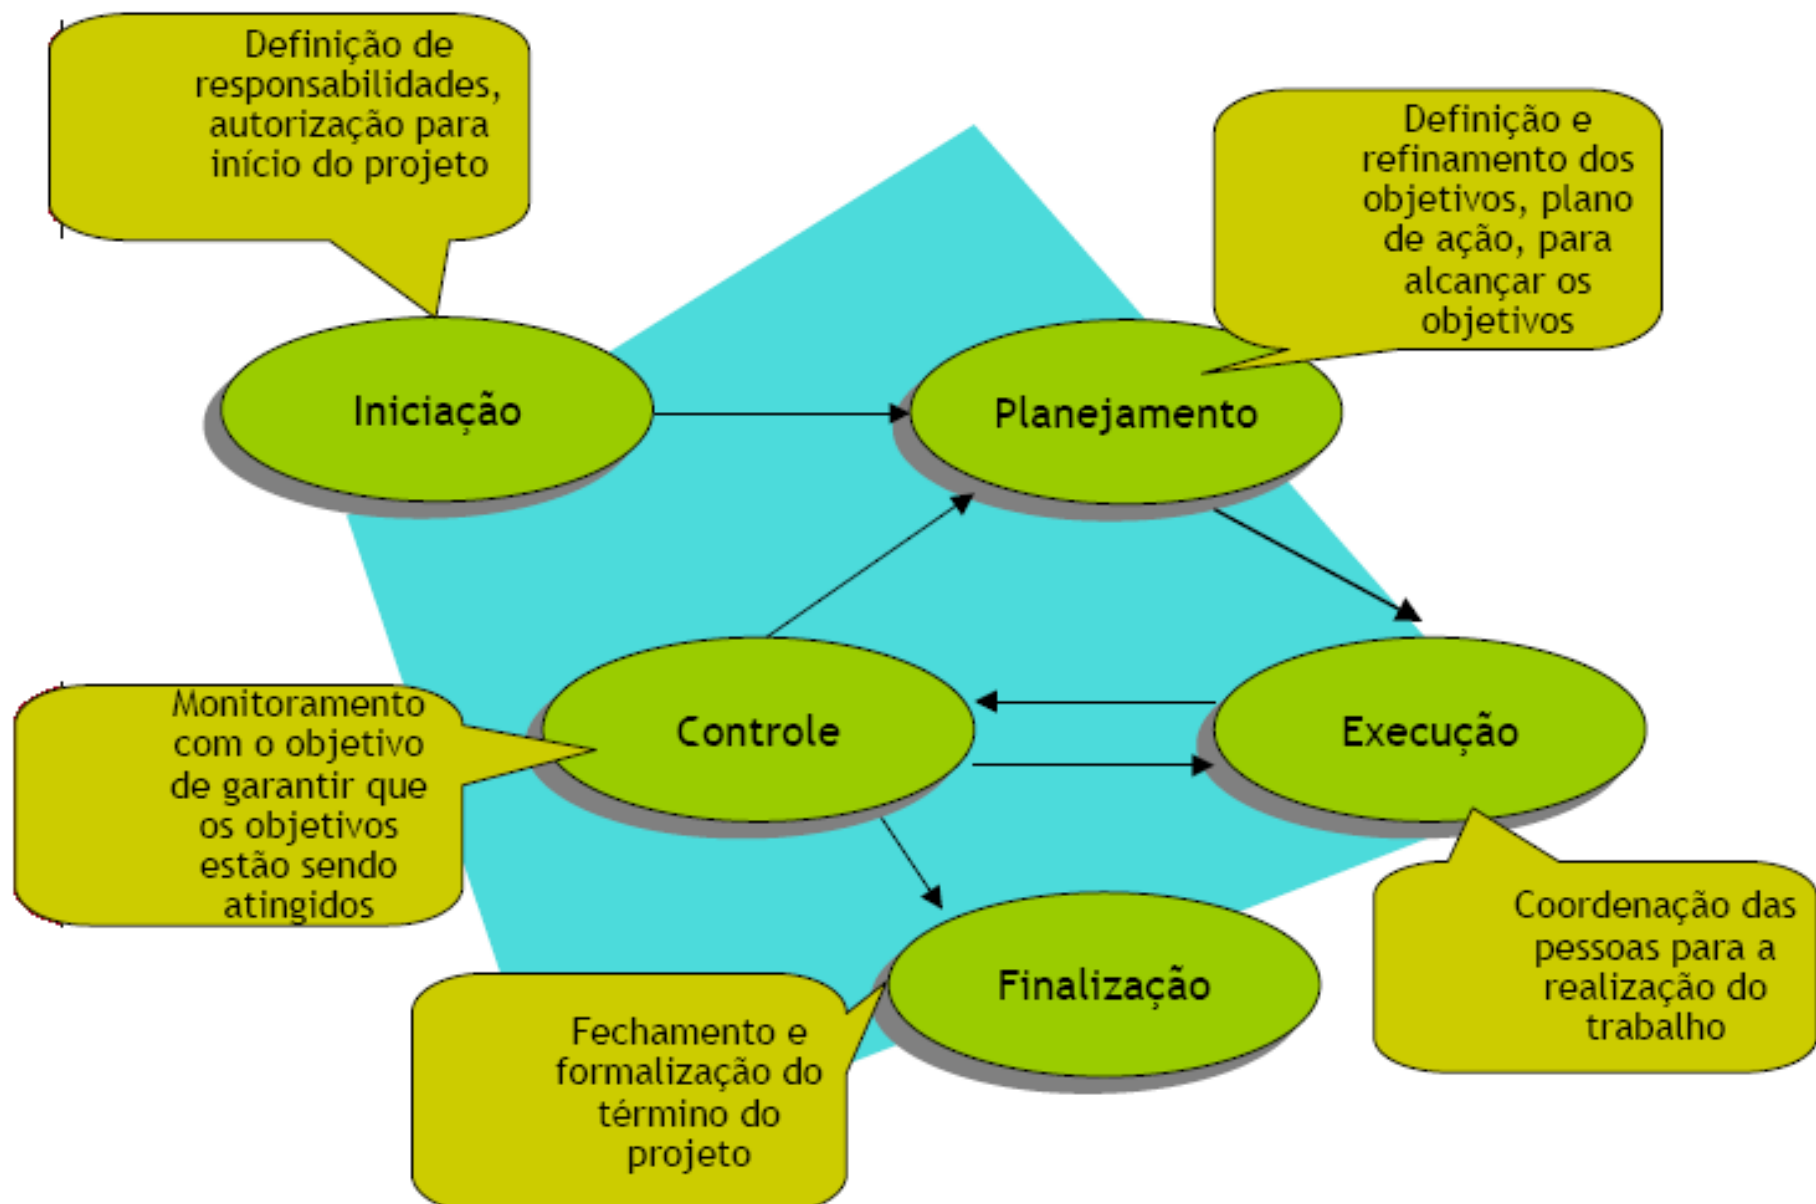 Definição de
responsabilidades,
autorização para
início do projeto
Definição e
refinamento dos
objetivos, plano
de ação, para
alcançar os
objetivos
Iniciação
Planejamento
Monitoramento
com o objetivo
de garantir que
os objetivos
estão sendo
atingidos
Controle
Execução
Coordenação das
pessoas para a
realização do
trabalho
Finalização
Fechamento e
formalização do
término do
projeto